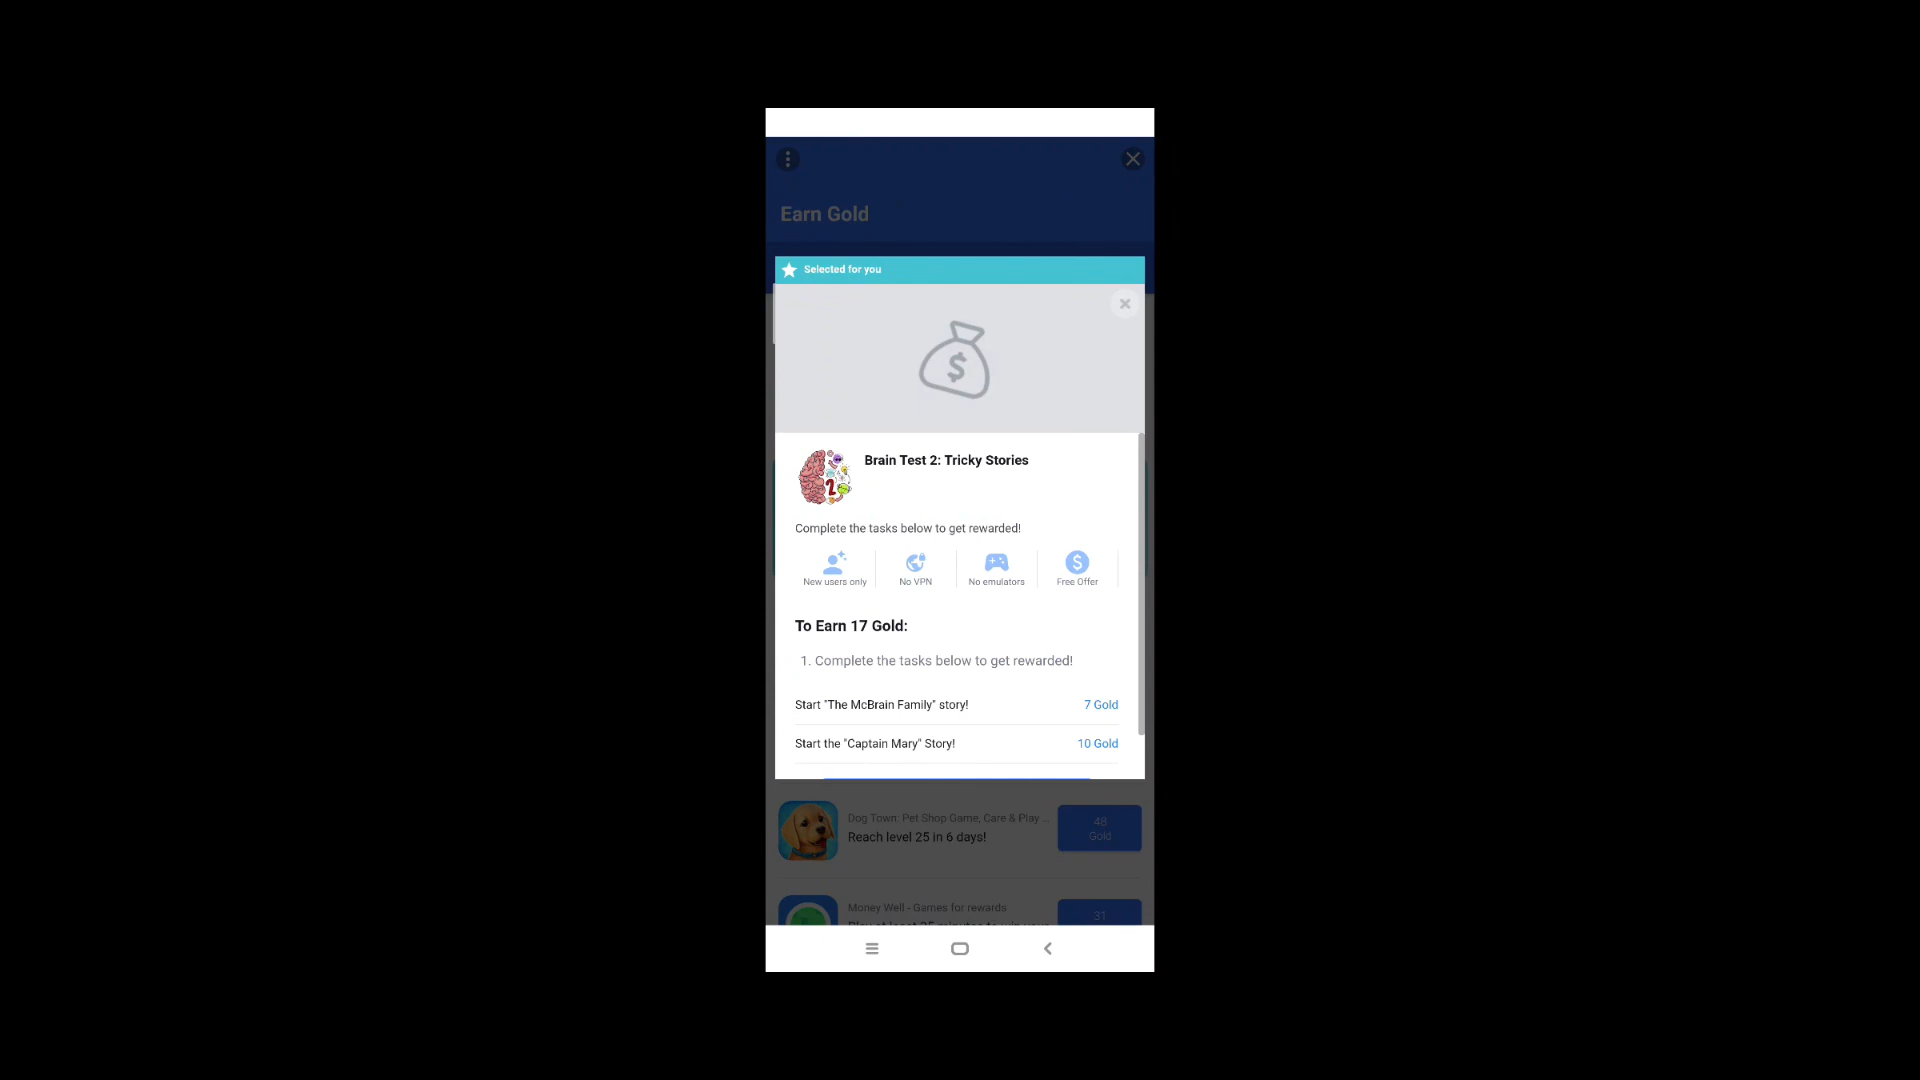 Earn Gold
Selected for you
Brain Test 2: Tricky Stories
2
Complete the tasks below to get rewarded!
New users only
No VPN
No emulators
Free Offer
To Earn 17 Gold:
1. Complete the tasks below to get rewarded!
Start "The McBrain Family" story!
7 Gold
Start the "Captain Mary" Story!
10 Gold
Dog Town: Pet Shop Game, Care & Play ...
Reach level 25 in 6 days!
48
Gold
Money Well - Games for rewards
31